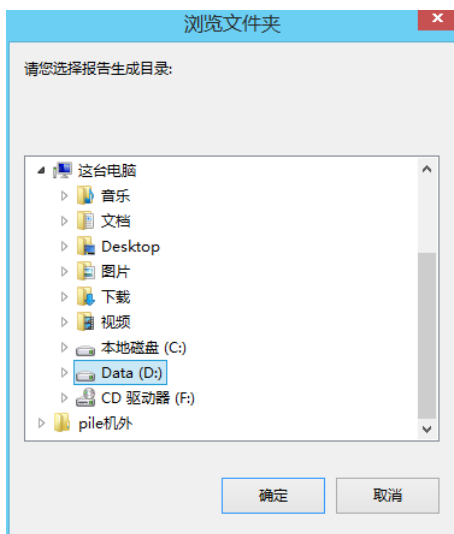 浏览文件夹
请您选择报告生成目录:
这台电脑
音乐
文档
Desktop
图片
下载
视频
本地磁盘 (C:)
Data (D:)
CD 驱动器 (F:)
pile机外
确定
取消